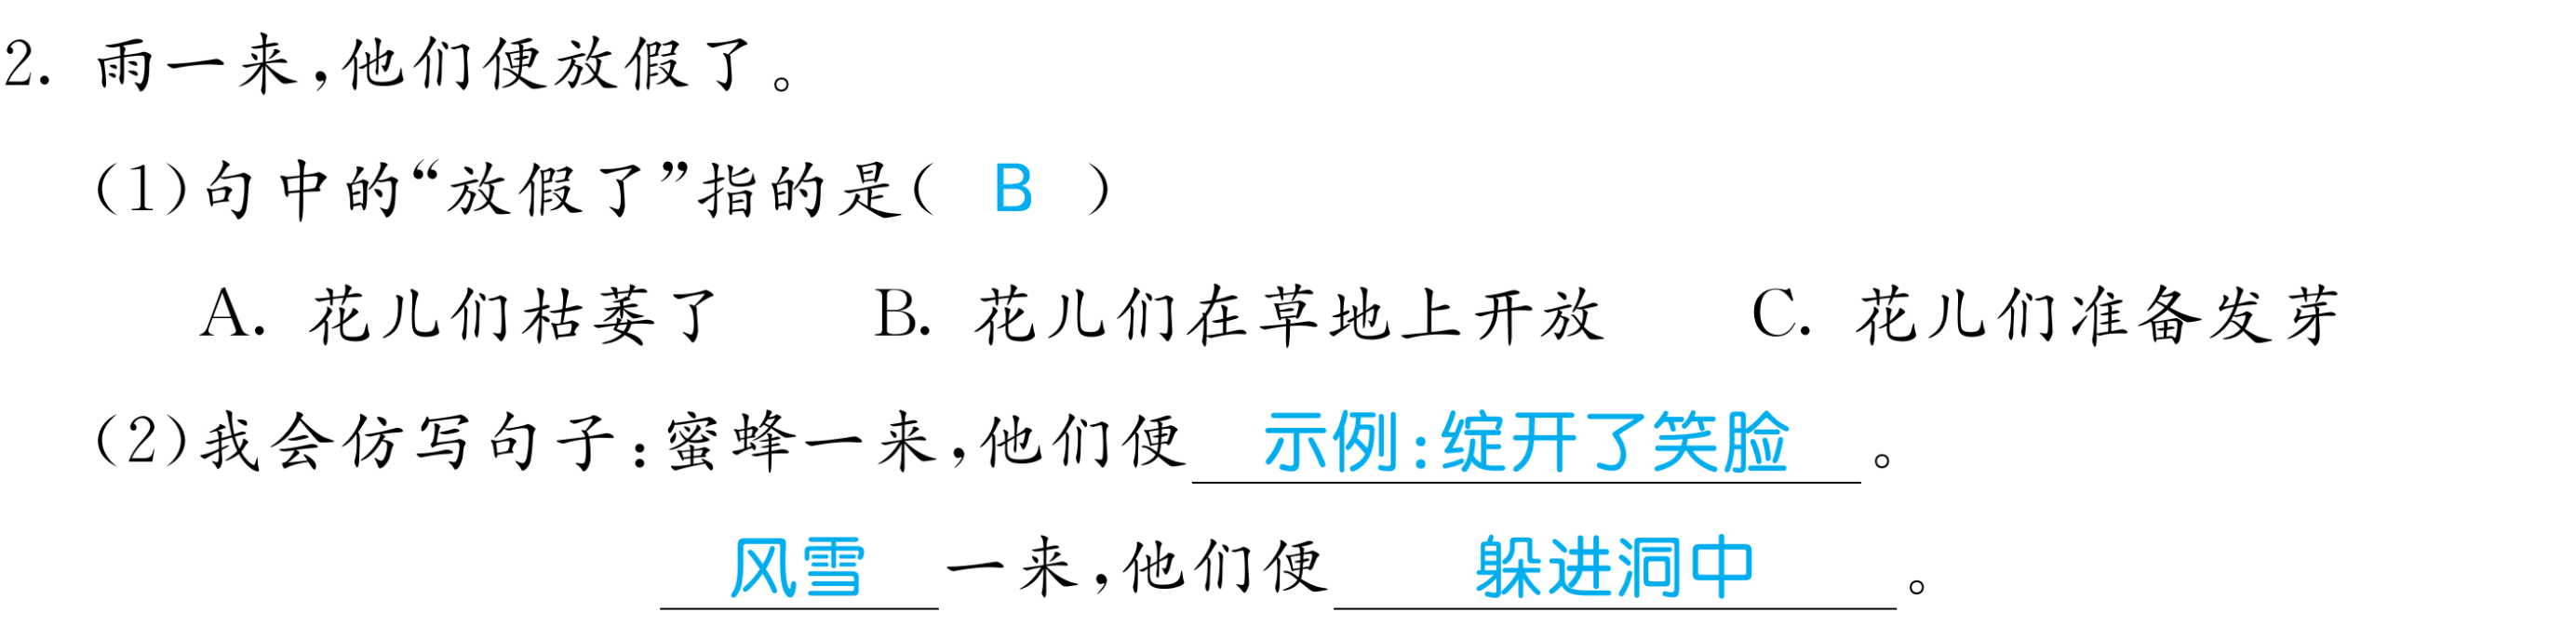 2. 雨一来,他们便放假了。
(1)句中的“放假了”指的是( B )
A. 花儿们枯萎了 B. 花儿们在草地上开放 C. 花儿们准备发芽
(2)我会仿写句子:蜜蜂一来,他们便 示例:绽开了笑脸 。
风雪 一来,他们便 躲进洞中 。